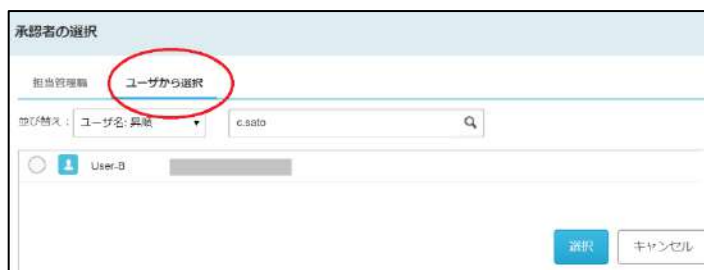 承認者の選択
担当管理職 ユーザから選択
並び替え： ユーザ名: 昇順 c.sato
User-B
選択 キャンセル